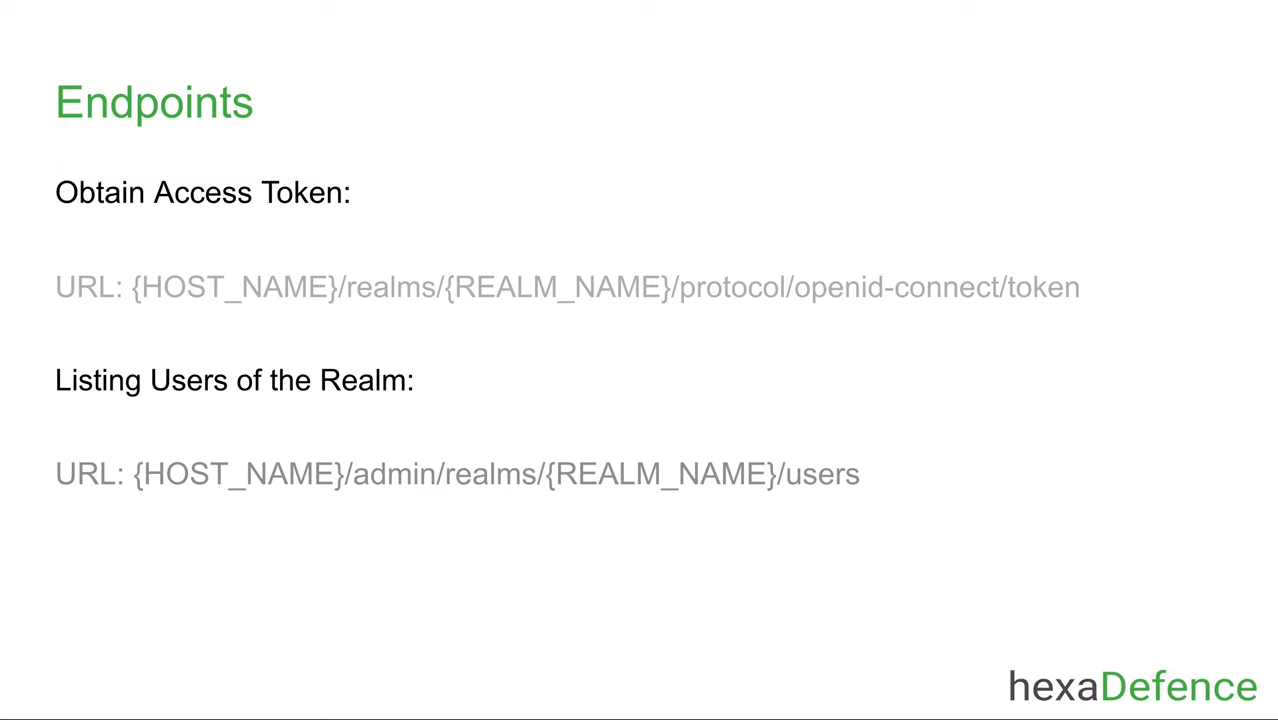 Endpoints
Obtain Access Token:
URL: {HOST_NAME}/realms/{REALM_NAME}/protocol/openid-connect/token
Listing Users of the Realm:
URL: {HOST_NAME}/admin/realms/{REALM_NAME}/users
hexaDefence